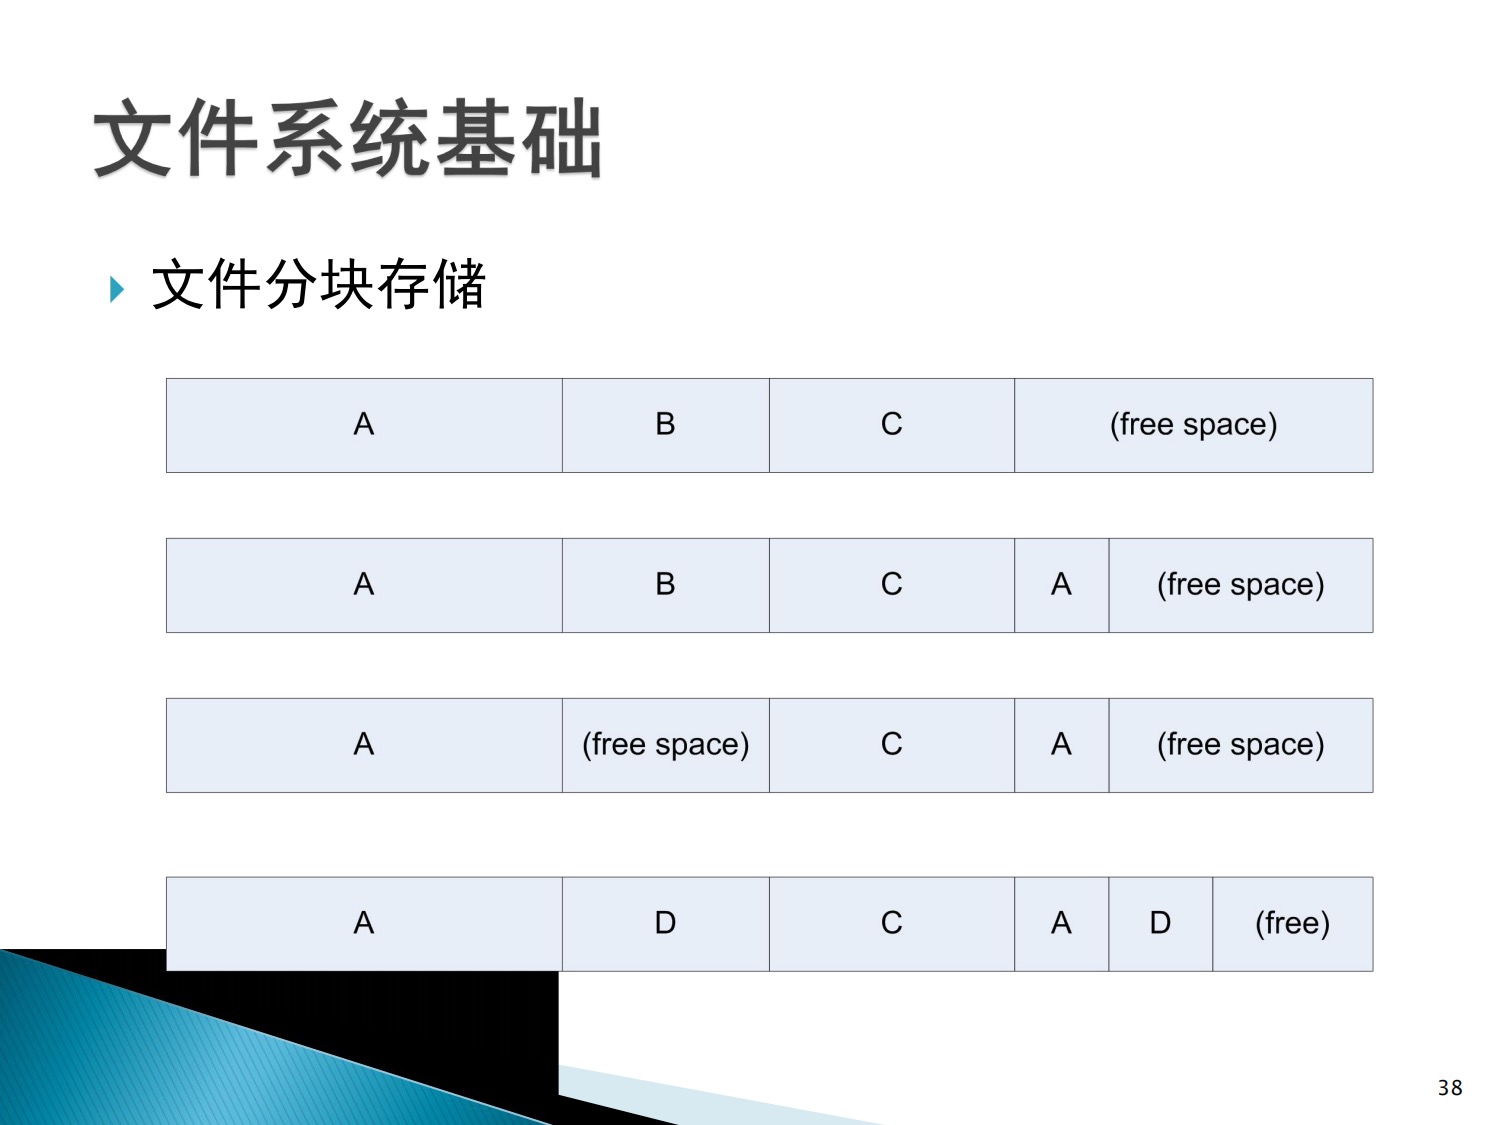 文件系统基础
文件分块存储
A B C (free space)
A B C A (free space)
A (free space) C A (free space)
A D C A D (free)
38